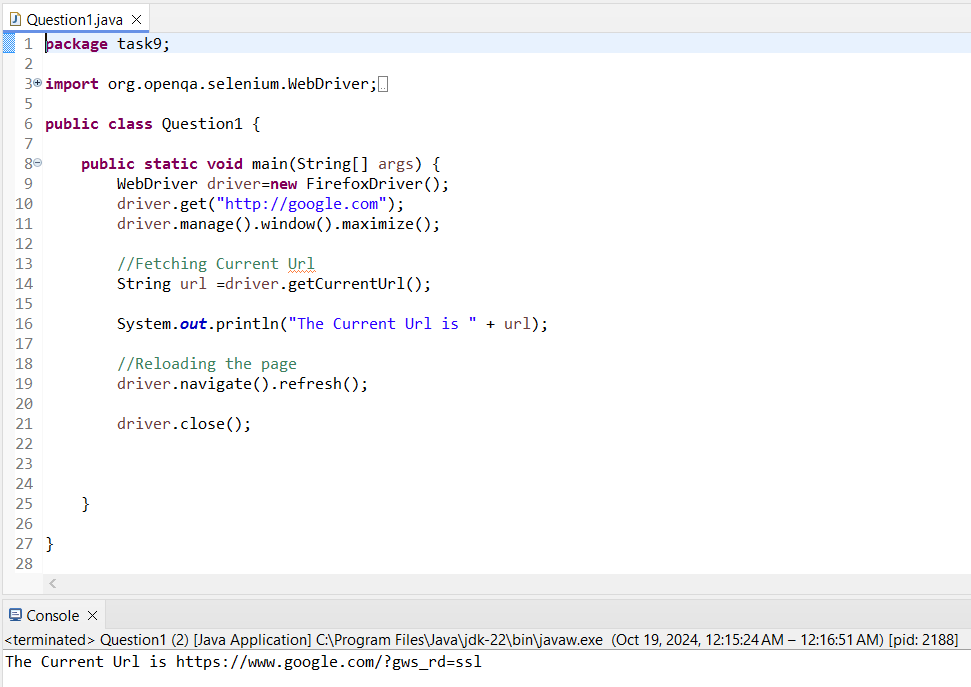 Question1.java
1 package task9;
2
3 import org.openqa.selenium.WebDriver;
5
6 public class Question1 {
7
8 public static void main(String[] args) {
9 WebDriver driver=new FirefoxDriver();
10 driver.get("http://google.com");
11 driver.manage().window().maximize();
12
13 //Fetching Current Url
14 String url =driver.getCurrentUrl();
15
16 System.out.println("The Current Url is " + url);
17
18 //Reloading the page
19 driver.navigate().refresh();
20
21 driver.close();
22
23
24
25 }
26
27 }
28
Console
<terminated> Question1 (2) [Java Application] C:\Program Files\Java\jdk-22\bin\javaw.exe (Oct 19, 2024, 12:15:24 AM – 12:16:51 AM) [pid: 2188]
The Current Url is https://www.google.com/?gws_rd=ssl